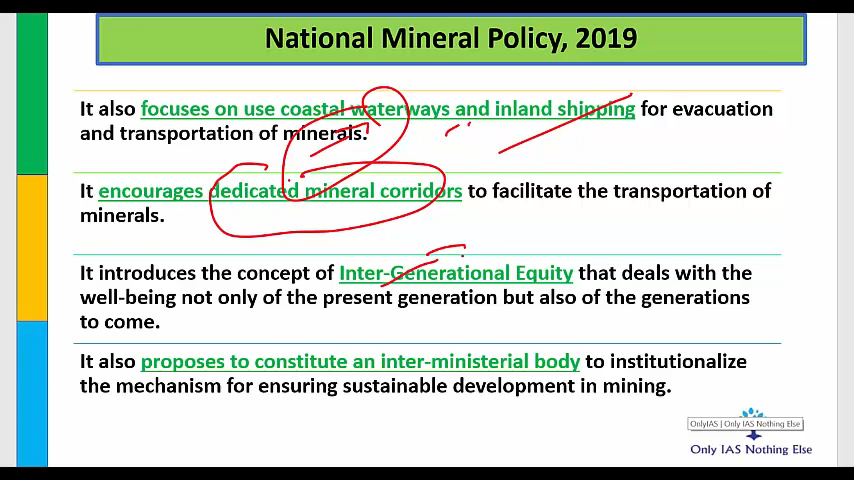 National Mineral Policy, 2019
It also focuses on use coastal waterways and inland shipping for evacuation
and transportation of minerals.
It encourages dedicated mineral corridors to facilitate the transportation of
minerals.
It introduces the concept of Inter-Generational Equity that deals with the
well-being not only of the present generation but also of the generations
to come.
It also proposes to constitute an inter-ministerial body to institutionalize
the mechanism for ensuring sustainable development in mining.
OnlyIAS | Only IAS Nothing Else
Only IAS Nothing Else